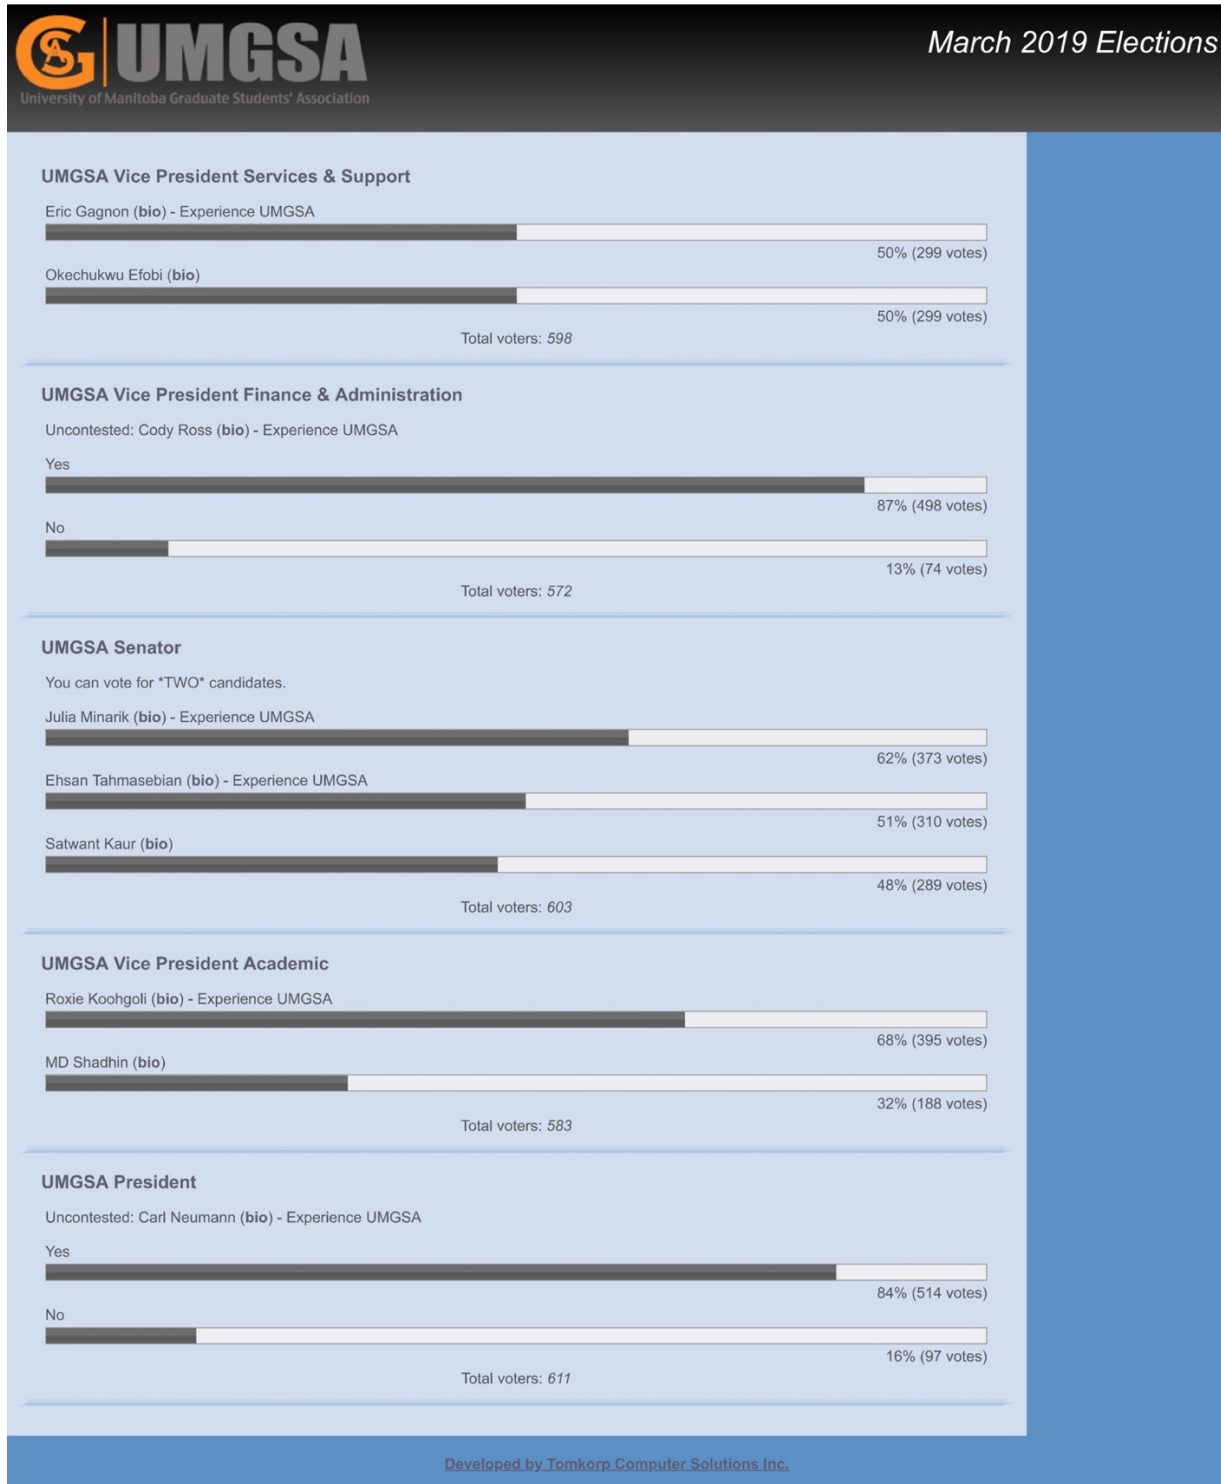 UMGSA
University of Manitoba Graduate Students' Association
March 2019 Elections
UMGSA Vice President Services & Support
Eric Gagnon (bio) - Experience UMGSA
50% (299 votes)
Okechukwu Efobi (bio)
50% (299 votes)
Total voters: 598
UMGSA Vice President Finance & Administration
Uncontested: Cody Ross (bio) - Experience UMGSA
Yes
87% (498 votes)
No
13% (74 votes)
Total voters: 572
UMGSA Senator
You can vote for *TWO* candidates.
Julia Minarik (bio) - Experience UMGSA
62% (373 votes)
Ehsan Tahmasebian (bio) - Experience UMGSA
51% (310 votes)
Satwant Kaur (bio)
48% (289 votes)
Total voters: 603
UMGSA Vice President Academic
Roxie Koohgoli (bio) - Experience UMGSA
68% (395 votes)
MD Shadhin (bio)
32% (188 votes)
Total voters: 583
UMGSA President
Uncontested: Carl Neumann (bio) - Experience UMGSA
Yes
84% (514 votes)
No
16% (97 votes)
Total voters: 611
Developed by Tomkorp Computer Solutions Inc.